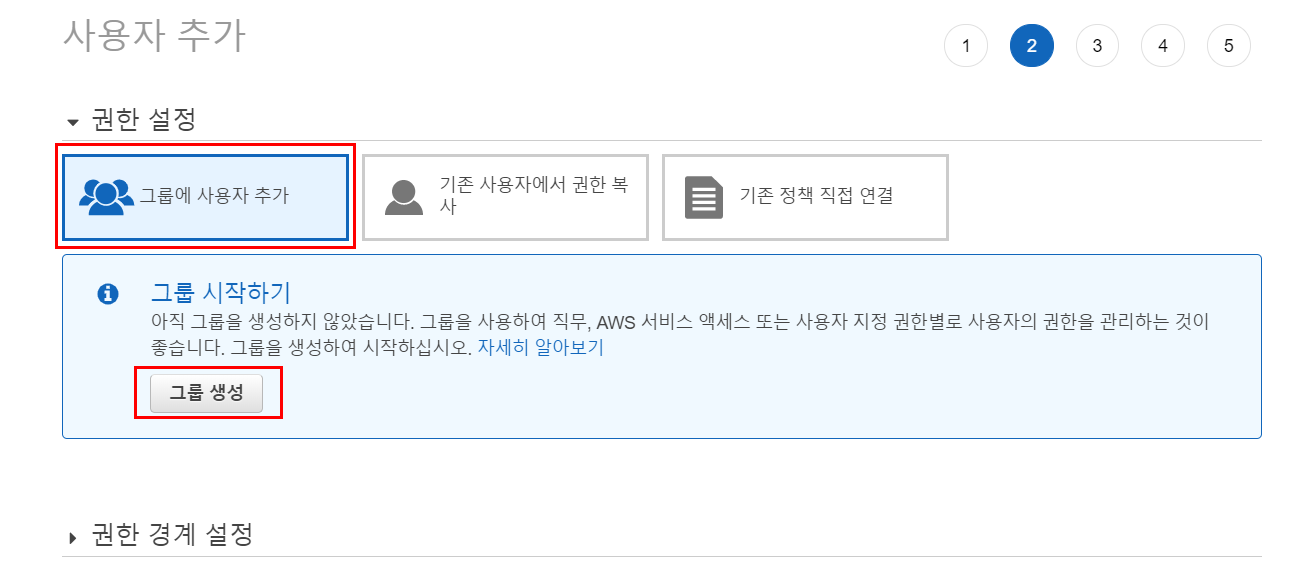 사용자 추가
1 2 3 4 5
권한 설정
그룹에 사용자 추가
기존 사용자에서 권한 복
사
기존 정책 직접 연결
그룹 시작하기
아직 그룹을 생성하지 않았습니다. 그룹을 사용하여 직무, AWS 서비스 액세스 또는 사용자 지정 권한별로 사용자의 권한을 관리하는 것이
좋습니다. 그룹을 생성하여 시작하십시오. 자세히 알아보기
그룹 생성
권한 경계 설정